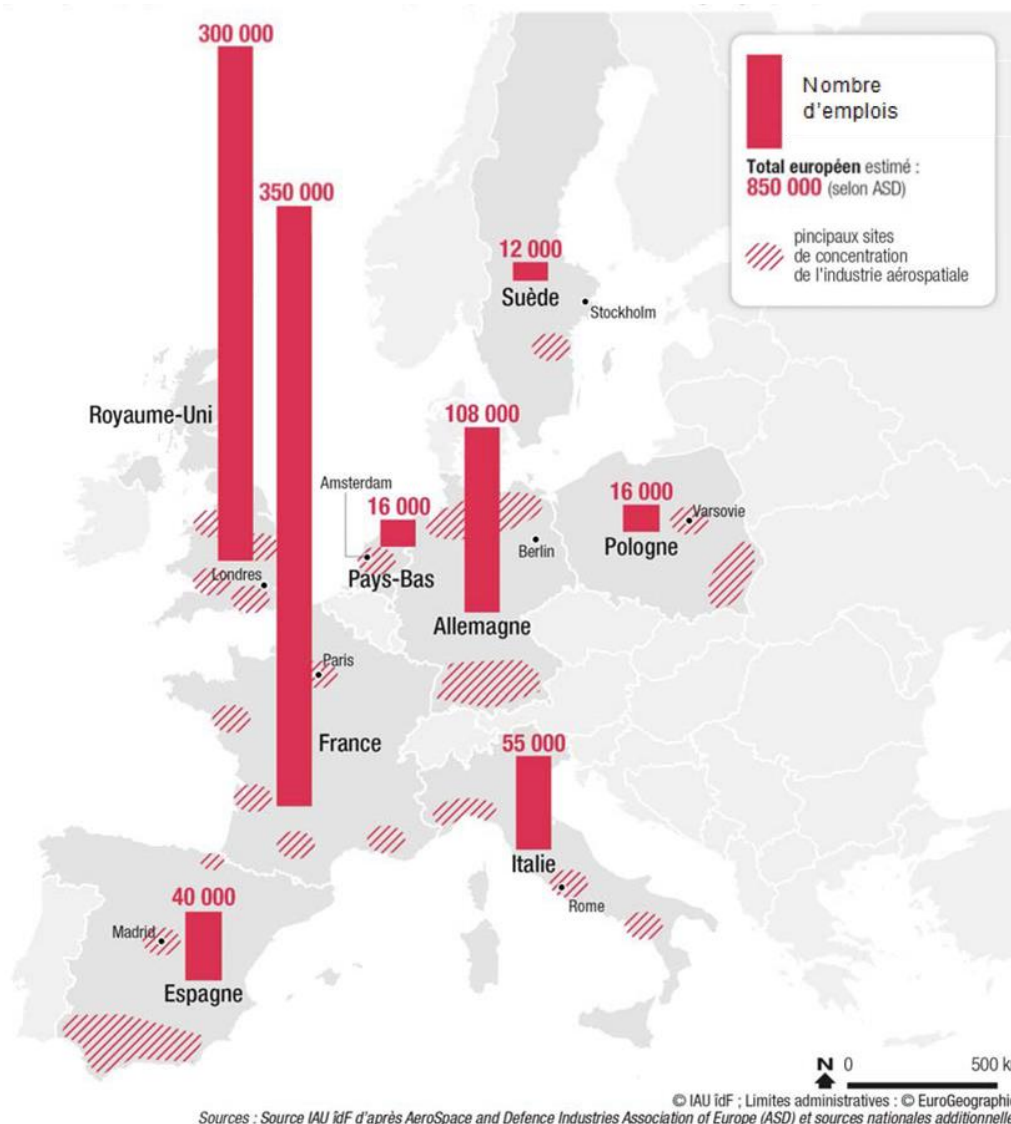 300 000
Nombre
d'emplois
Total européen estimé :
850 000 (selon ASD)
pincipaux sites
de concentration
de l'industrie aérospatiale
350 000
12 000
Suède
Stockholm
Royaume-Uni
108 000
Amsterdam
16 000
16 000
Varsovie
Berlin
Pologne
Pays-Bas
Londres
Allemagne
Paris
France
55 000
Italie
Rome
40 000
Madrid
Espagne
N 0 500 k
© IAU îdF ; Limites administratives : © EuroGeographic
Sources : Source IAU îdF d'après AeroSpace and Defence Industries Association of Europe (ASD) et sources nationales additionnelle